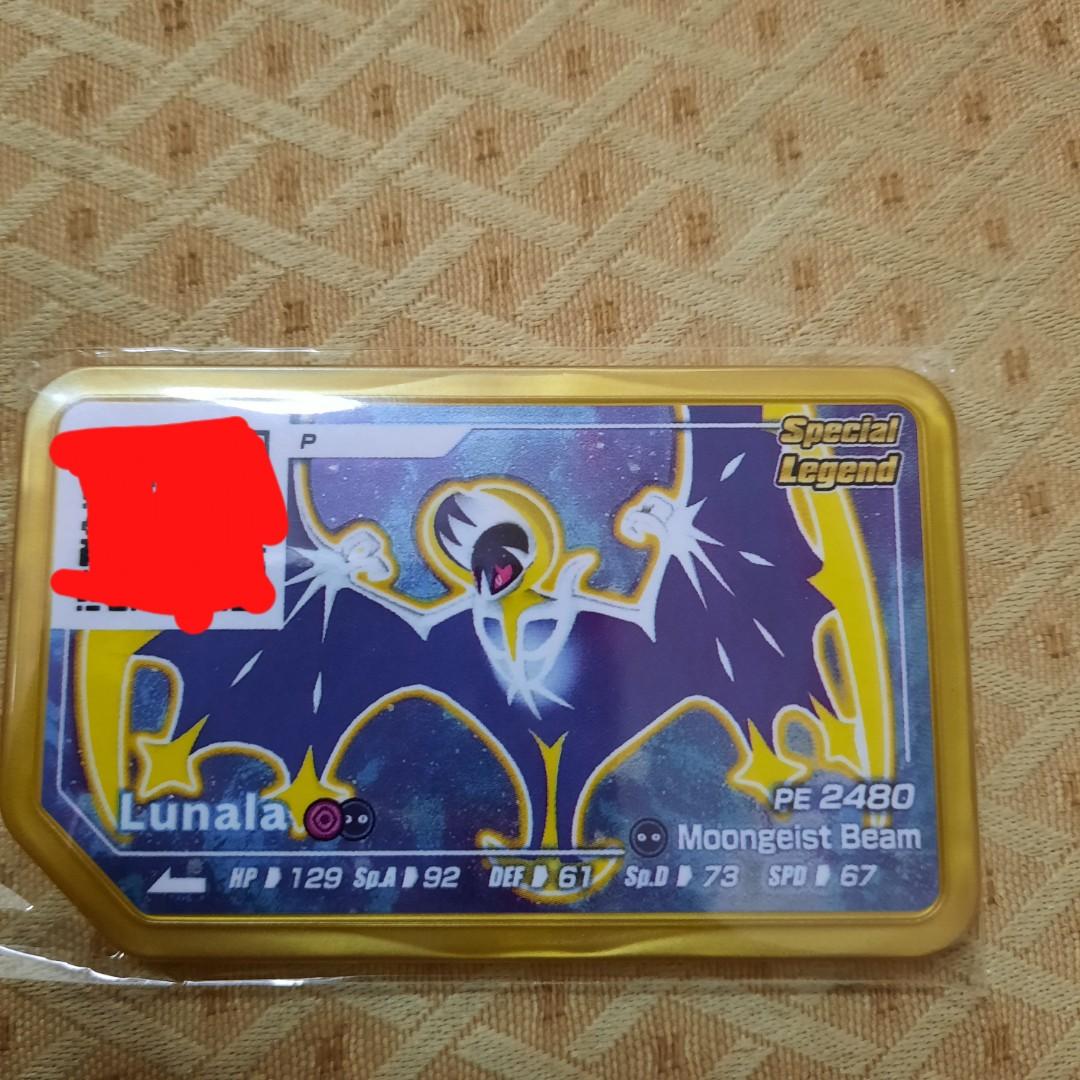 P
Special
Legend
Lunala
PE 2480
Moongeist Beam
HP 129 Sp.A 92 DEF 61 Sp.D 73 SPD 67